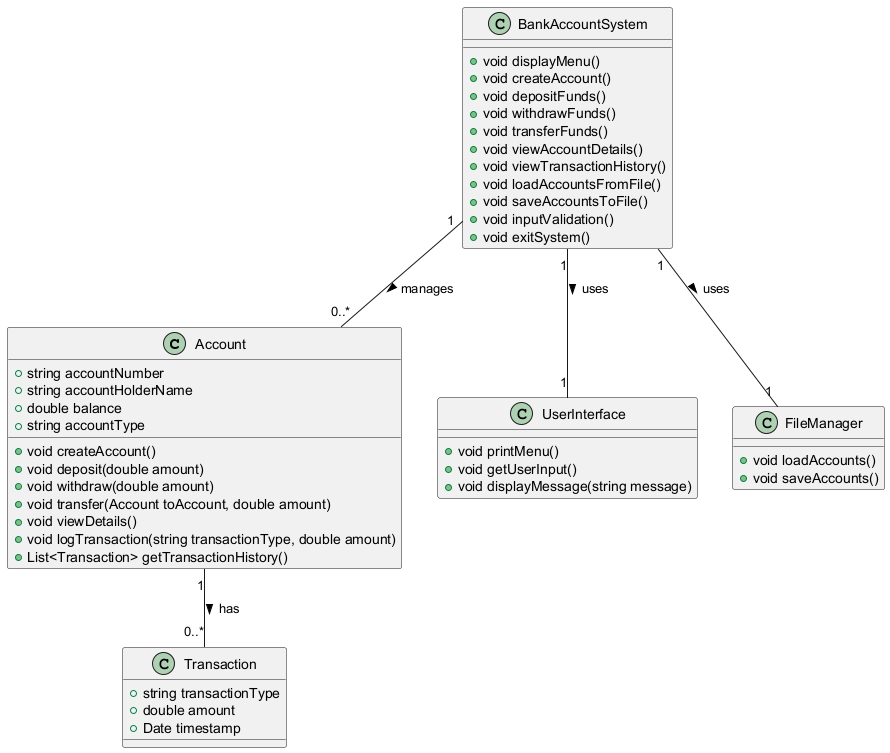 C BankAccountSystem
void displayMenu()
void createAccount()
void depositFunds()
void withdrawFunds()
void transferFunds()
void viewAccountDetails()
void viewTransactionHistory()
void loadAccountsFromFile()
void saveAccountsToFile()
void inputValidation()
void exitSystem()
1
manages
0..*
1
uses
1
1
uses
1
C Account
string accountNumber
string accountHolderName
double balance
string accountType
void createAccount()
void deposit(double amount)
void withdraw(double amount)
void transfer(Account toAccount, double amount)
void viewDetails()
void logTransaction(string transactionType, double amount)
List<Transaction> getTransactionHistory()
C UserInterface
void printMenu()
void getUserInput()
void displayMessage(string message)
C FileManager
void loadAccounts()
void saveAccounts()
1
has
0..*
C Transaction
string transactionType
double amount
Date timestamp